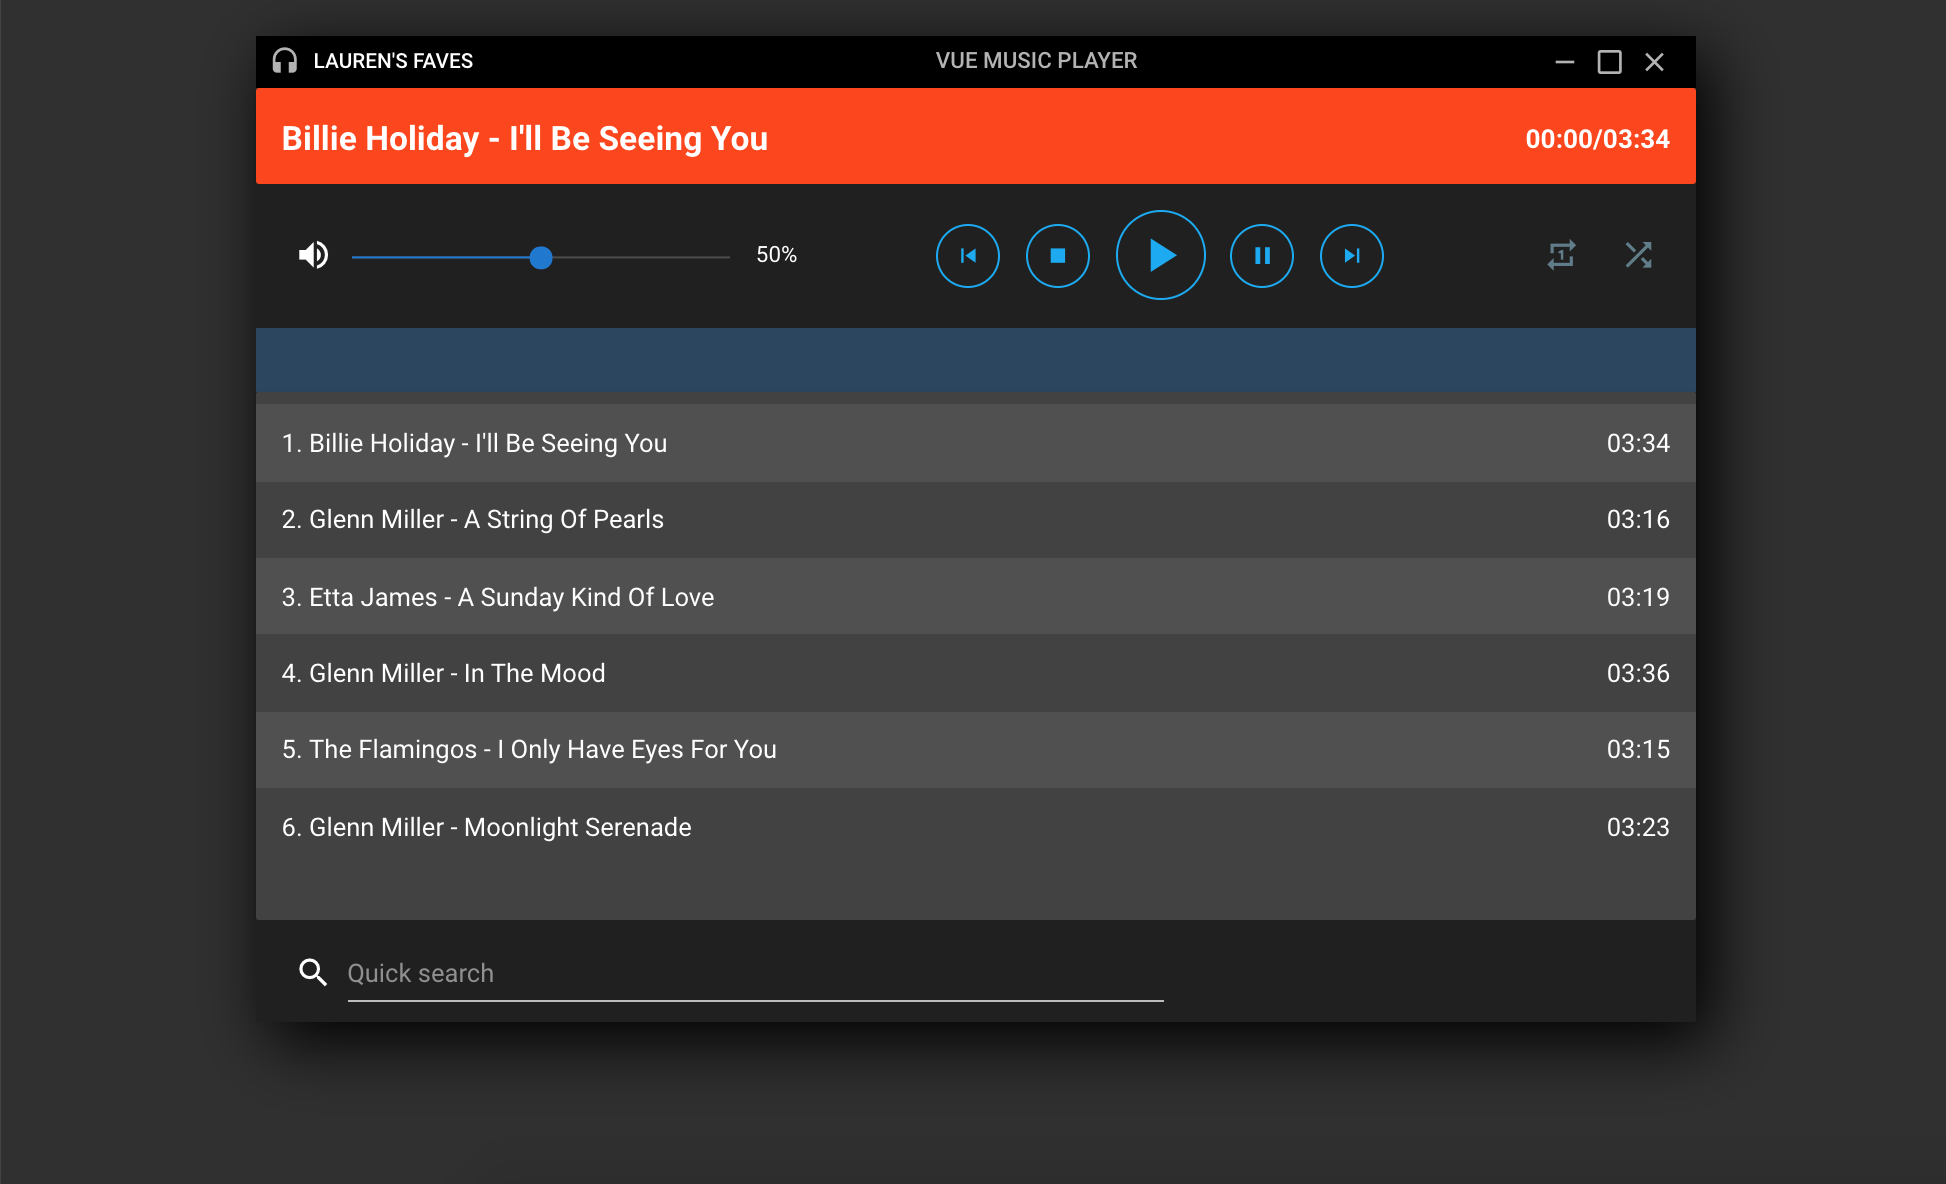 LAUREN'S FAVES VUE MUSIC PLAYER
Billie Holiday - I'll Be Seeing You 00:00/03:34
50%
1
1. Billie Holiday - I'll Be Seeing You 03:34
2. Glenn Miller - A String Of Pearls 03:16
3. Etta James - A Sunday Kind Of Love 03:19
4. Glenn Miller - In The Mood 03:36
5. The Flamingos - I Only Have Eyes For You 03:15
6. Glenn Miller - Moonlight Serenade 03:23
Quick search